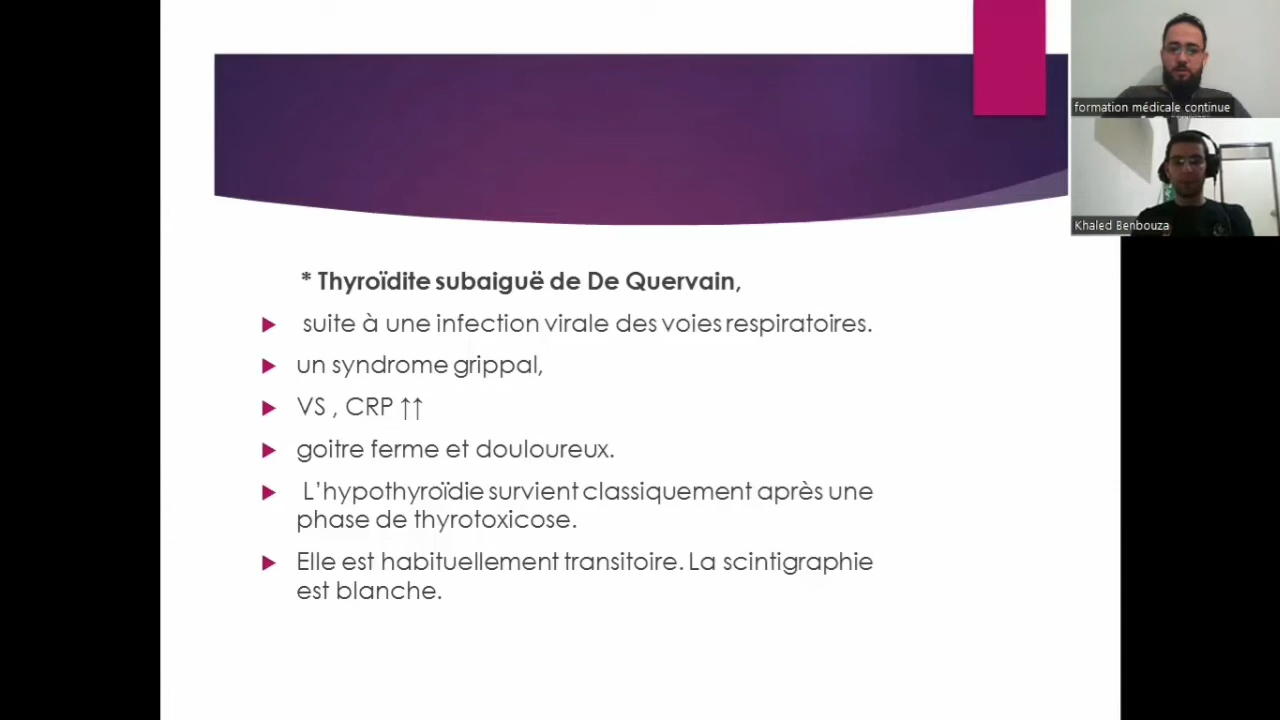 formation médicale continue
Khaled Benbouza
* Thyroïdite subaiguë de De Quervain,
suite à une infection virale des voies respiratoires.
un syndrome grippal,
VS , CRP ↑↑
goitre ferme et douloureux.
L’hypothyroïdie survient classiquement après une
phase de thyrotoxicose.
Elle est habituellement transitoire. La scintigraphie
est blanche.